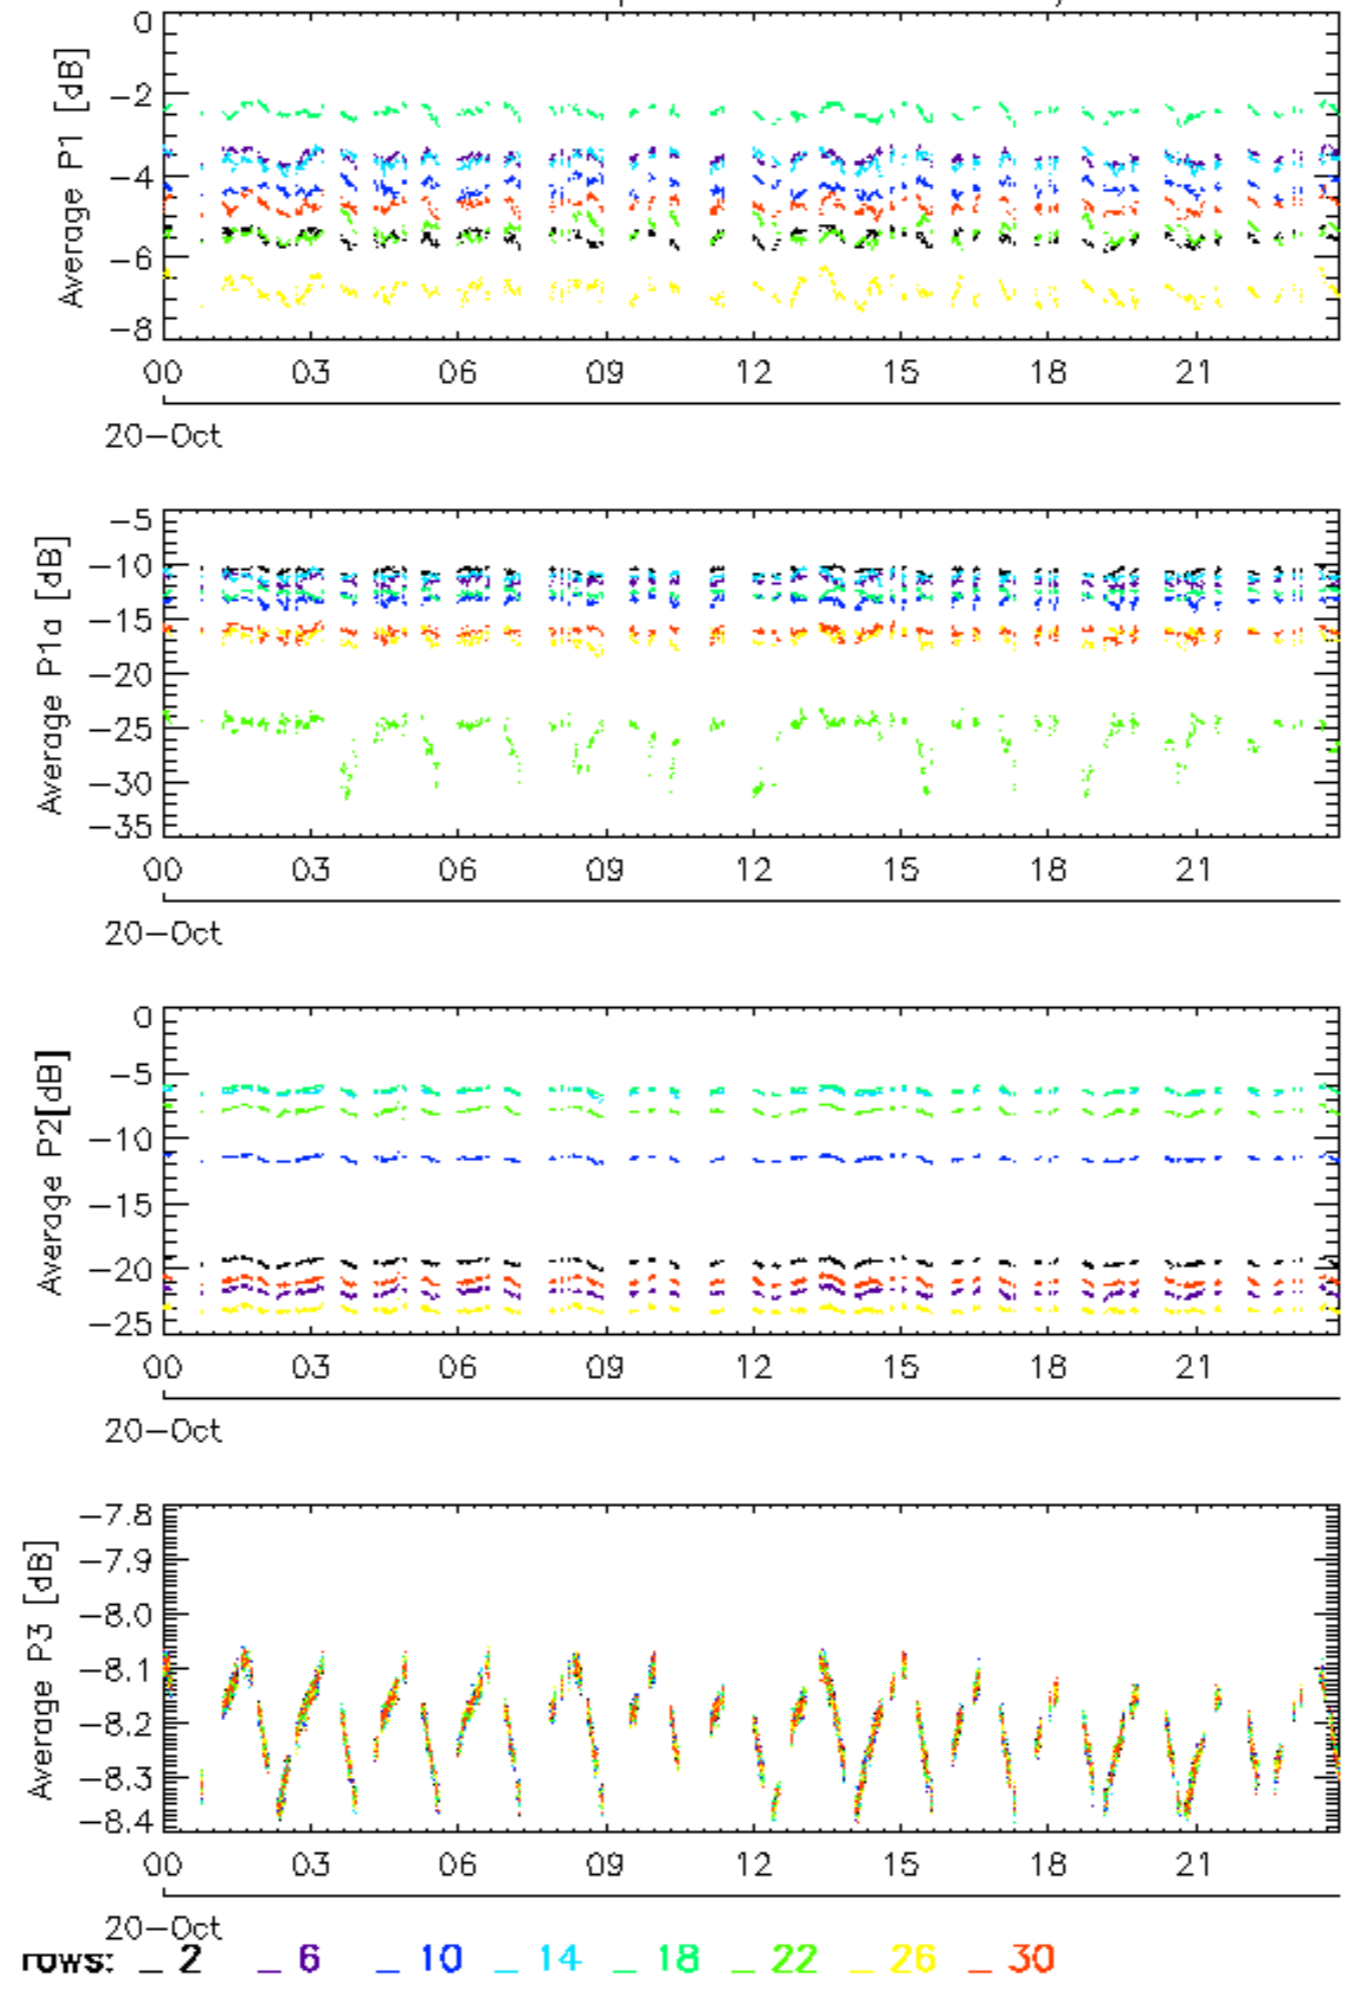 0
−2
−4
−6
−8
Average P1 [dB]
00 03 06 09 12 15 18 21
20−Oct
−5
−10
−15
−20
−25
−30
−35
Average P1a [dB]
00 03 06 09 12 15 18 21
20−Oct
0
−5
−10
−15
−20
−25
Average P2[dB]
00 03 06 09 12 15 18 21
20−Oct
−7.8
−7.9
−8.0
−8.1
−8.2
−8.3
−8.4
Average P3 [dB]
00 03 06 09 12 15 18 21
20−Oct
rows: _ 2 _ 6 _ 10 _ 14 _ 18 _ 22 _ 26 _ 30